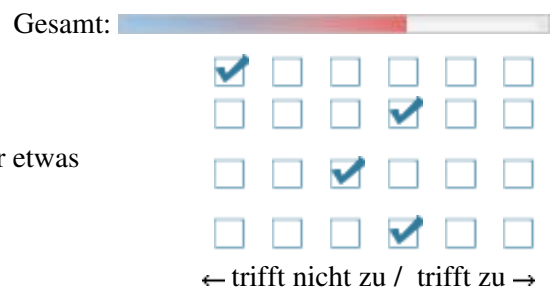 Gesamt:
r etwas
← trifft nicht zu / trifft zu →